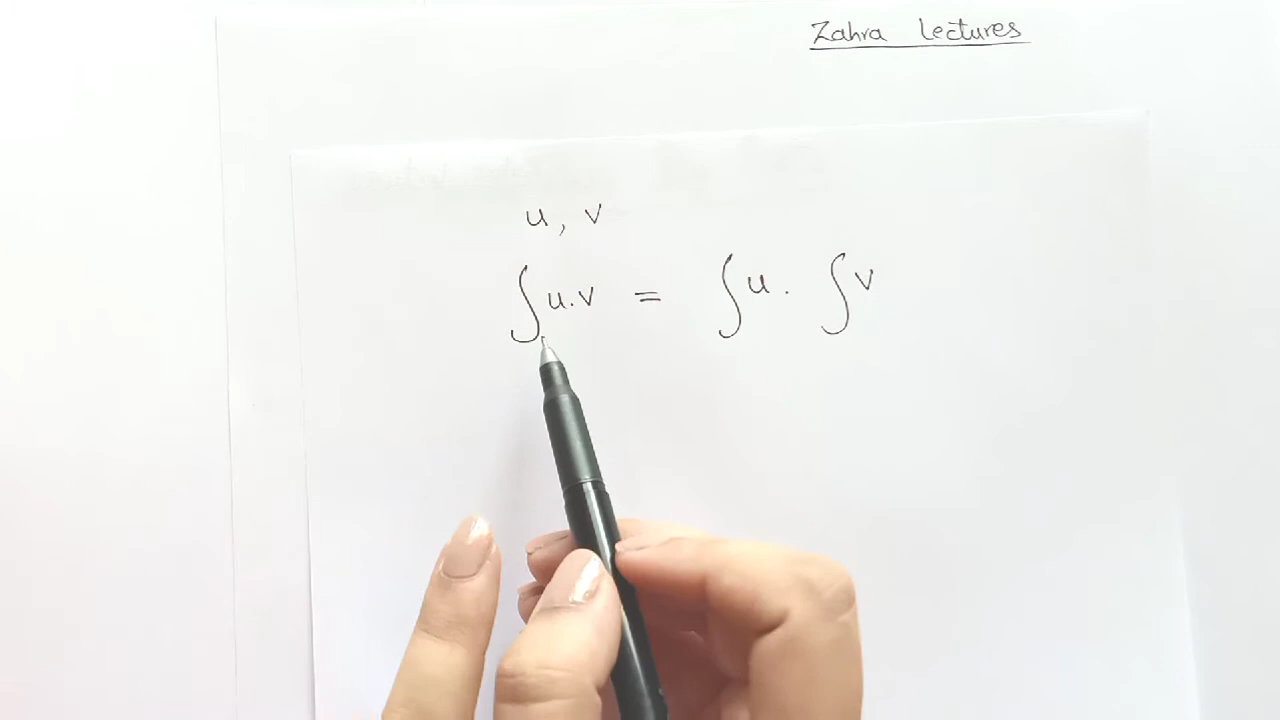 Zahra Lectures
u, v
∫u.v = ∫u. ∫v